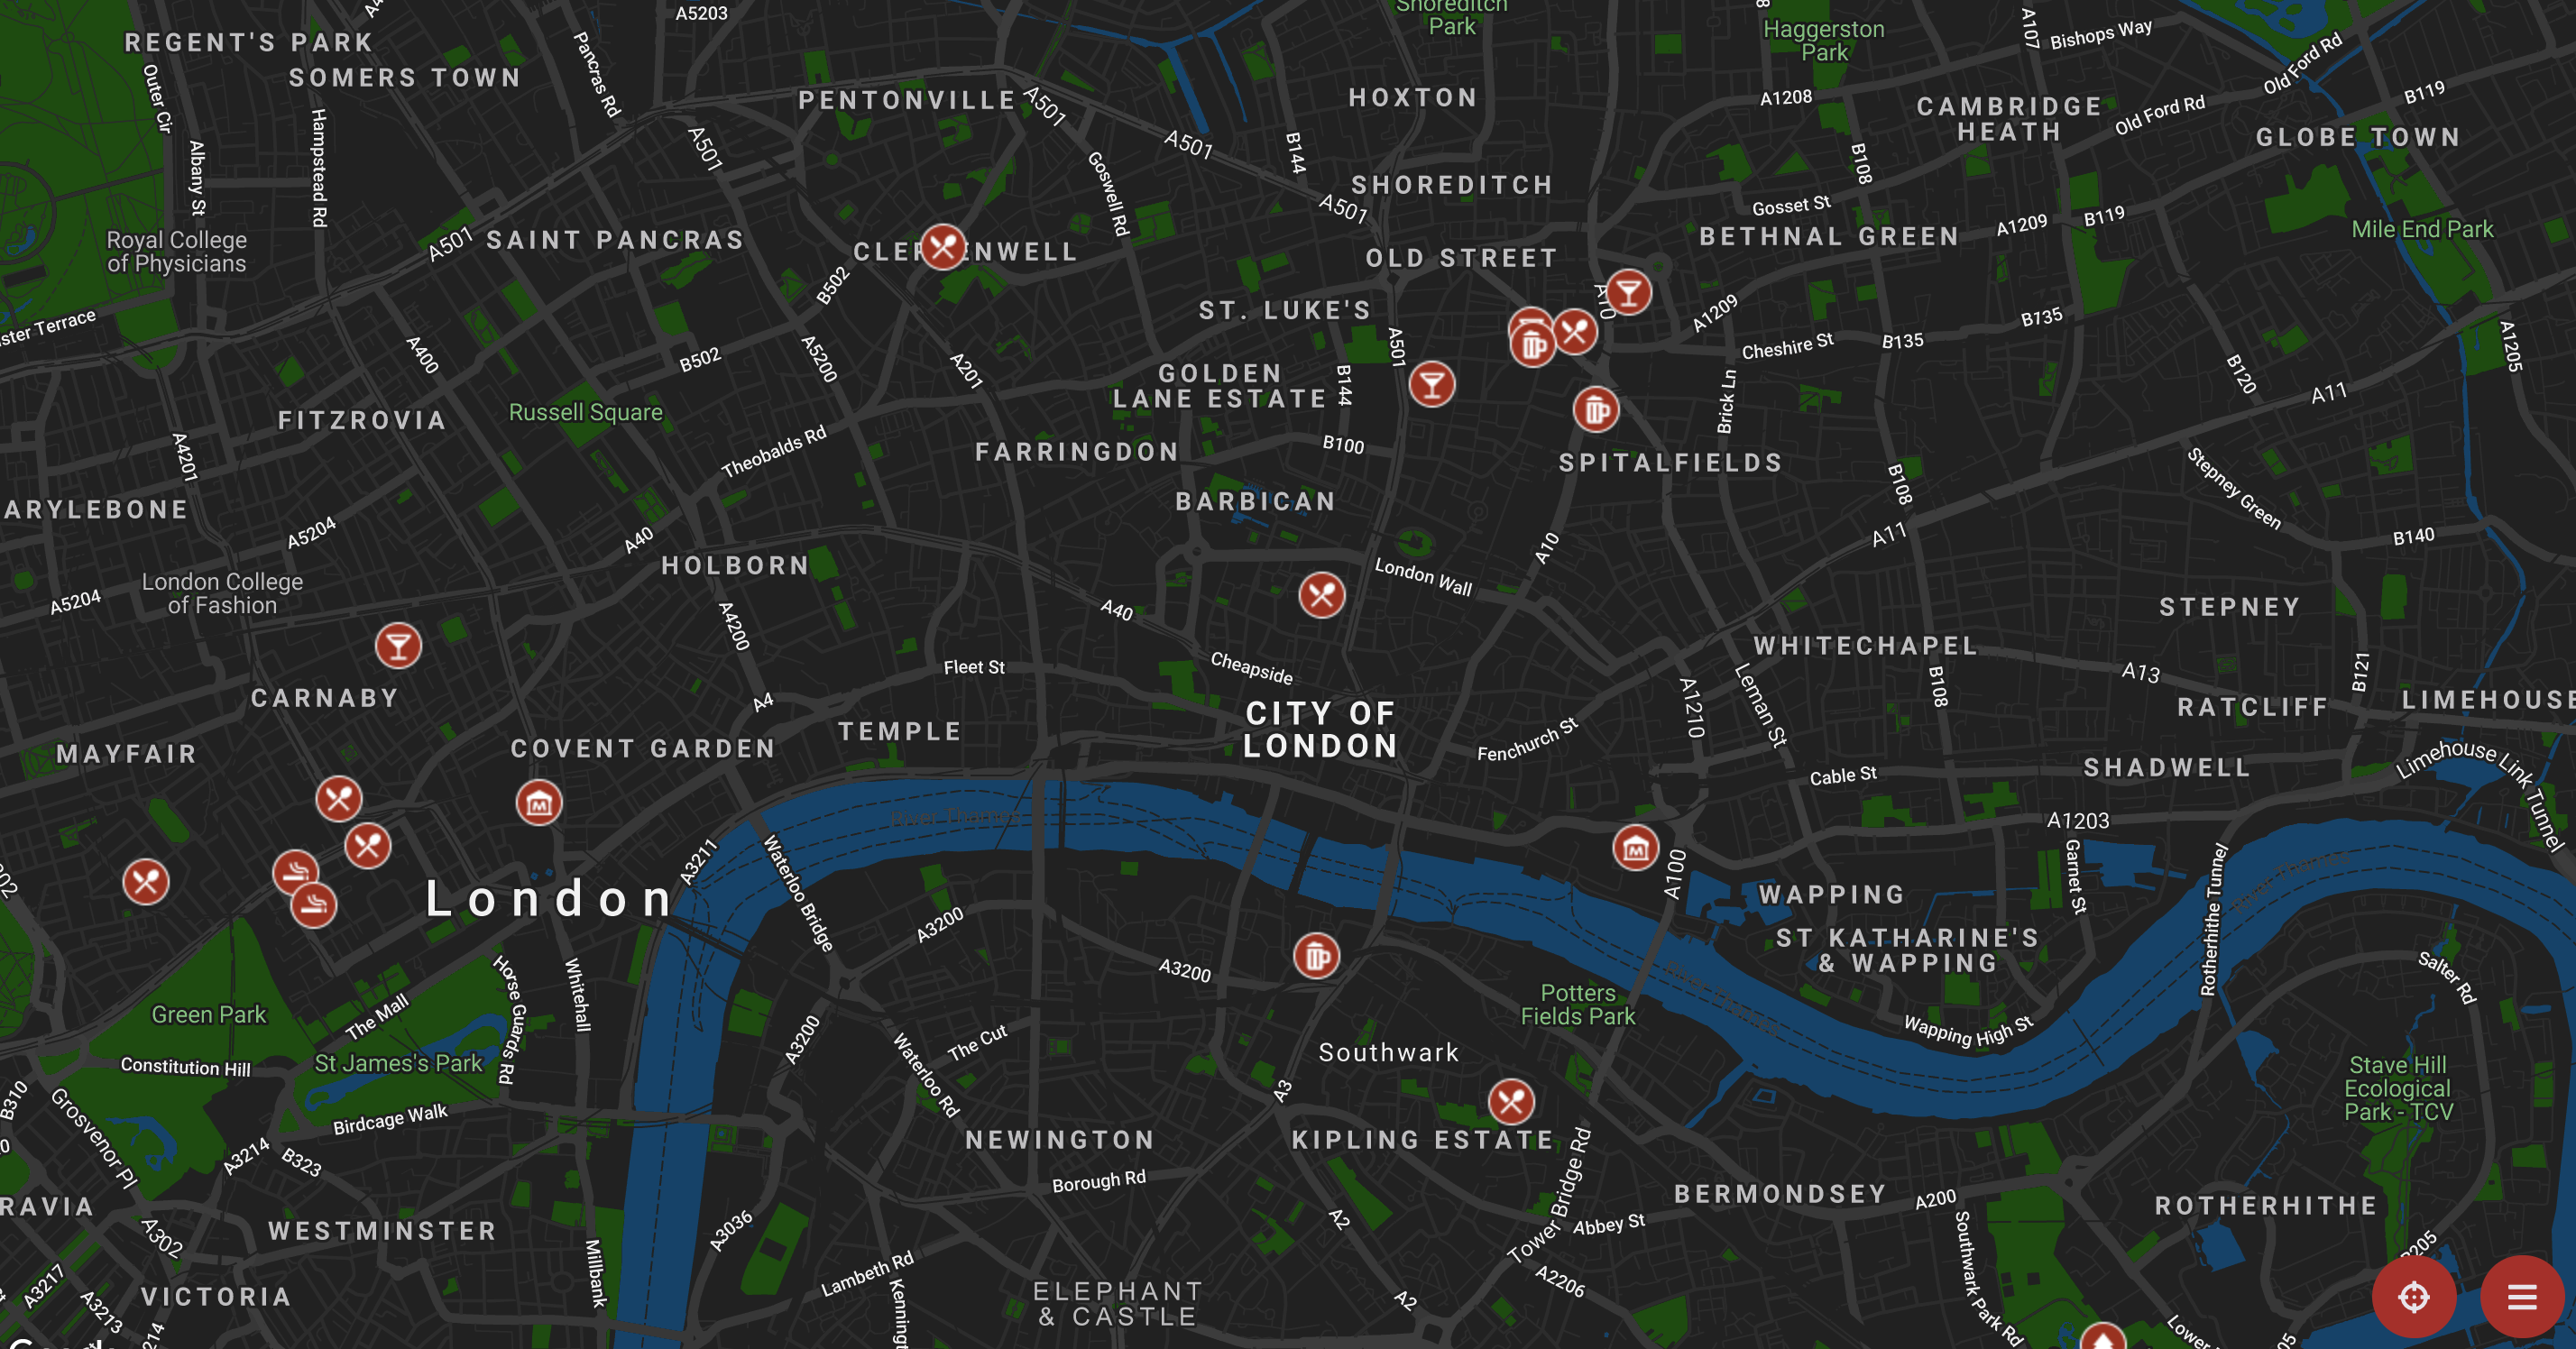 A5203
Shoreditch
Park
REGENT'S PARK
SOMERS TOWN
Pancras Rd
Outer Cir
Albany St
Hampstead Rd
PENTONVILLE
A501
A501
A501
A501
A501
HOXTON
B144
Haggerston
Park
A107
Bishops Way
Old Ford Rd
Old Ford Rd
B119
A1208
CAMBRIDGE
HEATH
GLOBE TOWN
B108
SHOREDITCH
Goswell Rd
Gosset St
BETHNAL GREEN
A1209
B119
Mile End Park
Royal College
of Physicians
SAINT PANCRAS
OLD STREET
B502
A10
A1209
B135
ST. LUKE'S
A501
Cheshire St
B135
A1205
A400
B502
A5200
A201
GOLDEN
LANE ESTATE
B144
Brick Ln
B120
A11
FITZROVIA
Russell Square
Theobalds Rd
FARRINGDON
B100
SPITALFIELDS
A4201
B108
Stepney Green
BARBICAN
A5204
A40
A10
A11
B140
HOLBORN
London College
of Fashion
A5204
London Wall
A40
A4200
STEPNEY
Cheapside
WHITECHAPEL
Fleet St
Leman St
A1210
B108
A13
B121
CARNABY
A4
RATCLIFF
CITY OF
LONDON
TEMPLE
MAYFAIR
COVENT GARDEN
Fenchurch St
Cable St
SHADWELL
Limehouse Link Tunnel
River Thames
A1203
A3211
Waterloo Bridge
A100
Garnet St
Rotherhithe Tunnel
London
WAPPING
A3200
ST KATHARINE'S
& WAPPING
A3200
Whitehall
Horse Guards Rd
Salter Rd
Potters
Fields Park
Green Park
The Mall
A3200
The Cut
Wapping High St
Waterloo Rd
Southwark
Constitution Hill
St James's Park
Stave Hill
Ecological
Park - TCV
B310
Grosvenor Pl
A3
Birdcage Walk
NEWINGTON
KIPLING ESTATE
A3214
B323
Borough Rd
Tower Bridge Rd
BERMONDSEY
A200
ROTHERHITHE
WESTMINSTER
A302
A3036
A2
Abbey St
Millbank
Lambeth Rd
Southwark Park Rd
A3217
A3213
VICTORIA
ELEPHANT
& CASTLE
A2206
A2